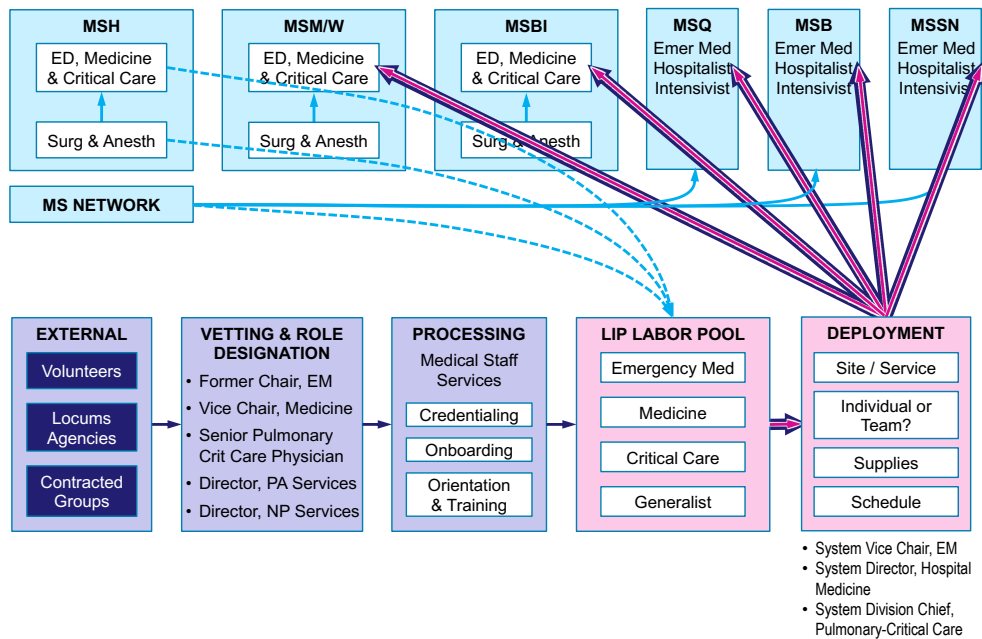 MSH
ED, Medicine
& Critical Care
Surg & Anesth
MSM/W
ED, Medicine
& Critical Care
Surg & Anesth
MSBI
ED, Medicine
& Critical Care
Surg & Anesth
MSQ
Emer Med
Hospitalist
Intensivist
MSB
Emer Med
Hospitalist
Intensivist
MSSN
Emer Med
Hospitalist
Intensivist
MS NETWORK
EXTERNAL
Volunteers
Locums
Agencies
Contracted
Groups
VETTING & ROLE
DESIGNATION
• Former Chair, EM
• Vice Chair, Medicine
• Senior Pulmonary
Crit Care Physician
• Director, PA Services
• Director, NP Services
PROCESSING
Medical Staff
Services
Credentialing
Onboarding
Orientation
& Training
LIP LABOR POOL
Emergency Med
Medicine
Critical Care
Generalist
DEPLOYMENT
Site / Service
Individual or
Team?
Supplies
Schedule
• System Vice Chair, EM
• System Director, Hospital
Medicine
• System Division Chief,
Pulmonary-Critical Care